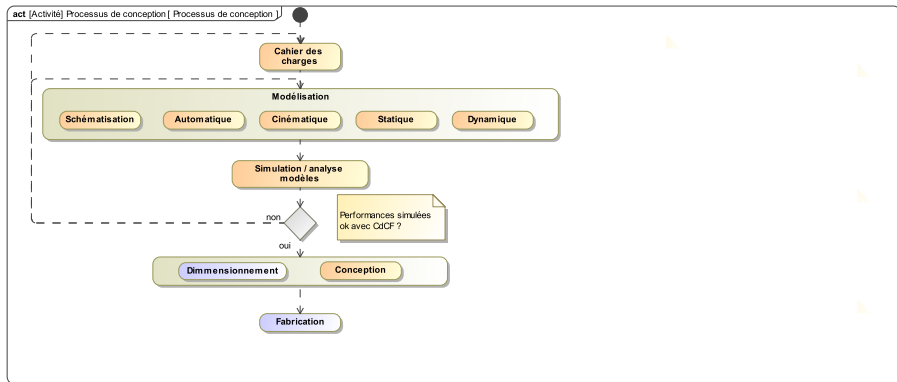 act [Activité] Processus de conception [ Processus de conception ]
Cahier des
charges
Modélisation
Schématisation
Automatique
Cinématique
Statique
Dynamique
Simulation / analyse
modèles
Performances simulées
ok avec CdCF ?
non
oui
Dimmensionnement
Conception
Fabrication